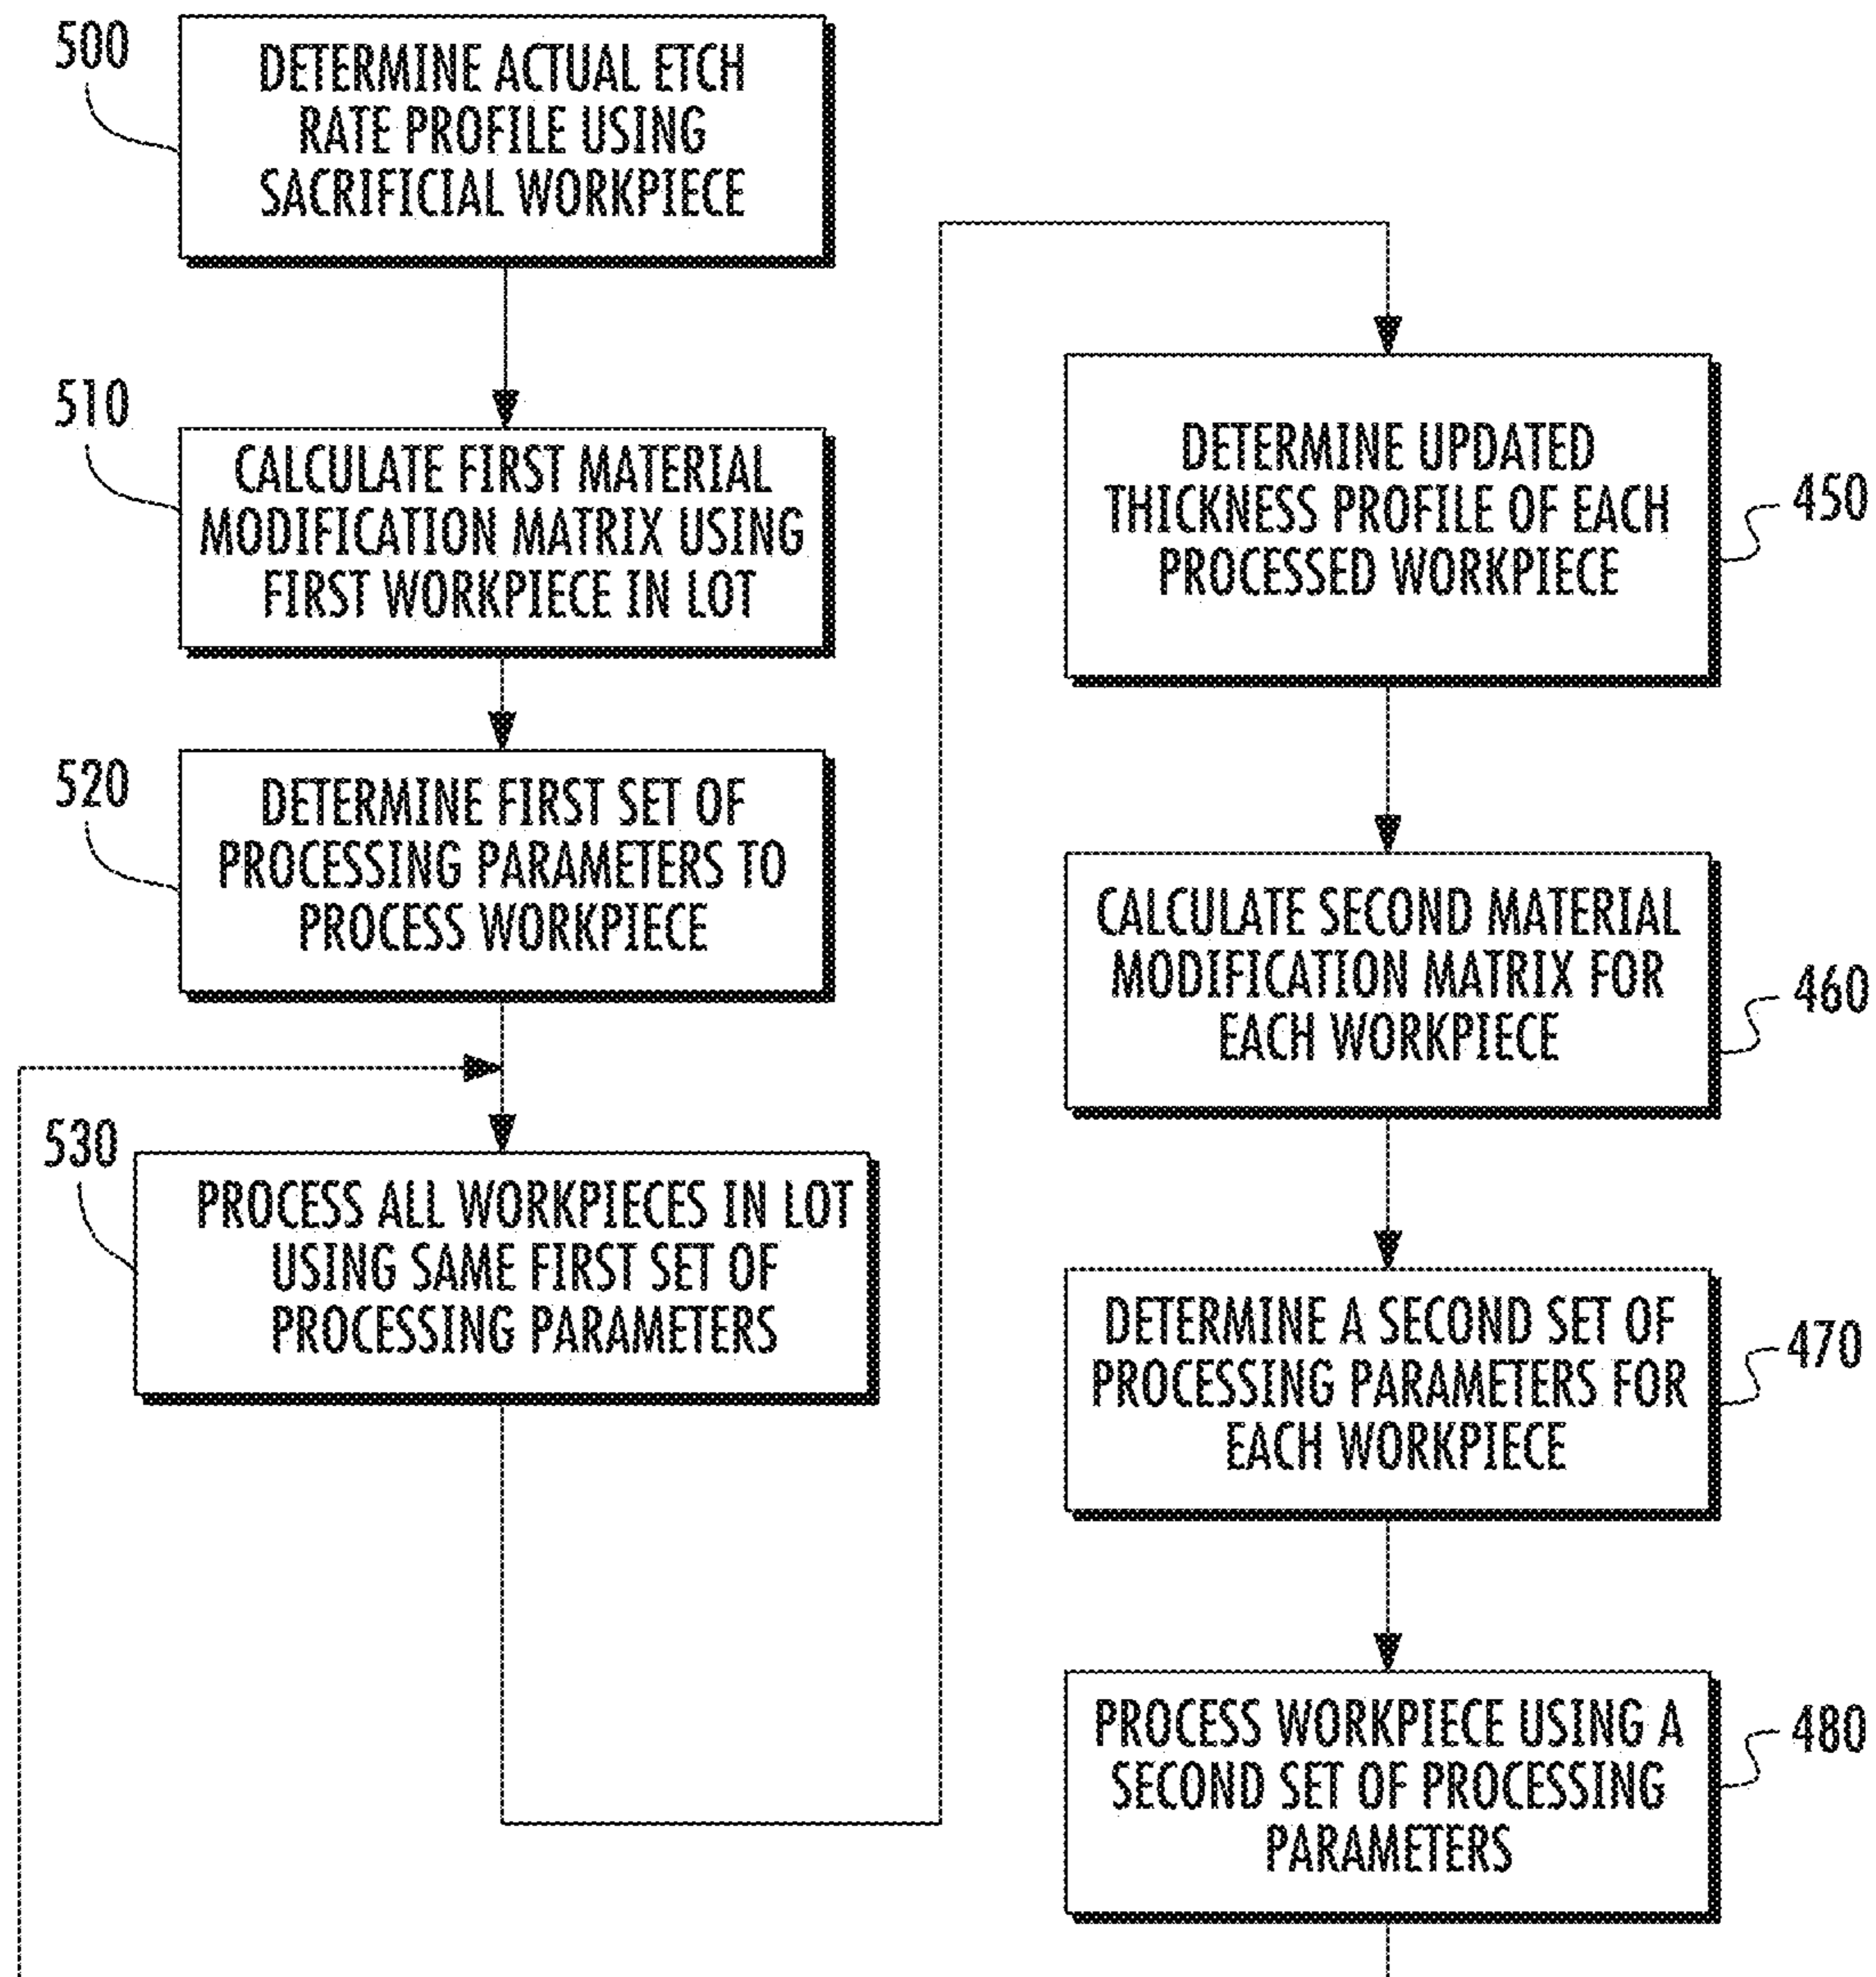 500
DETERMINE ACTUAL ETCH
RATE PROFILE USING
SACRIFICIAL WORKPIECE
510
CALCULATE FIRST MATERIAL
MODIFICATION MATRIX USING
FIRST WORKPIECE IN LOT
520
DETERMINE FIRST SET OF
PROCESSING PARAMETERS TO
PROCESS WORKPIECE
530
PROCESS ALL WORKPIECES IN LOT
USING SAME FIRST SET OF
PROCESSING PARAMETERS
DETERMINE UPDATED
THICKNESS PROFILE OF EACH
PROCESSED WORKPIECE
450
CALCULATE SECOND MATERIAL
MODIFICATION MATRIX FOR
EACH WORKPIECE
460
DETERMINE A SECOND SET OF
PROCESSING PARAMETERS FOR
EACH WORKPIECE
470
PROCESS WORKPIECE USING A
SECOND SET OF PROCESSING
PARAMETERS
480